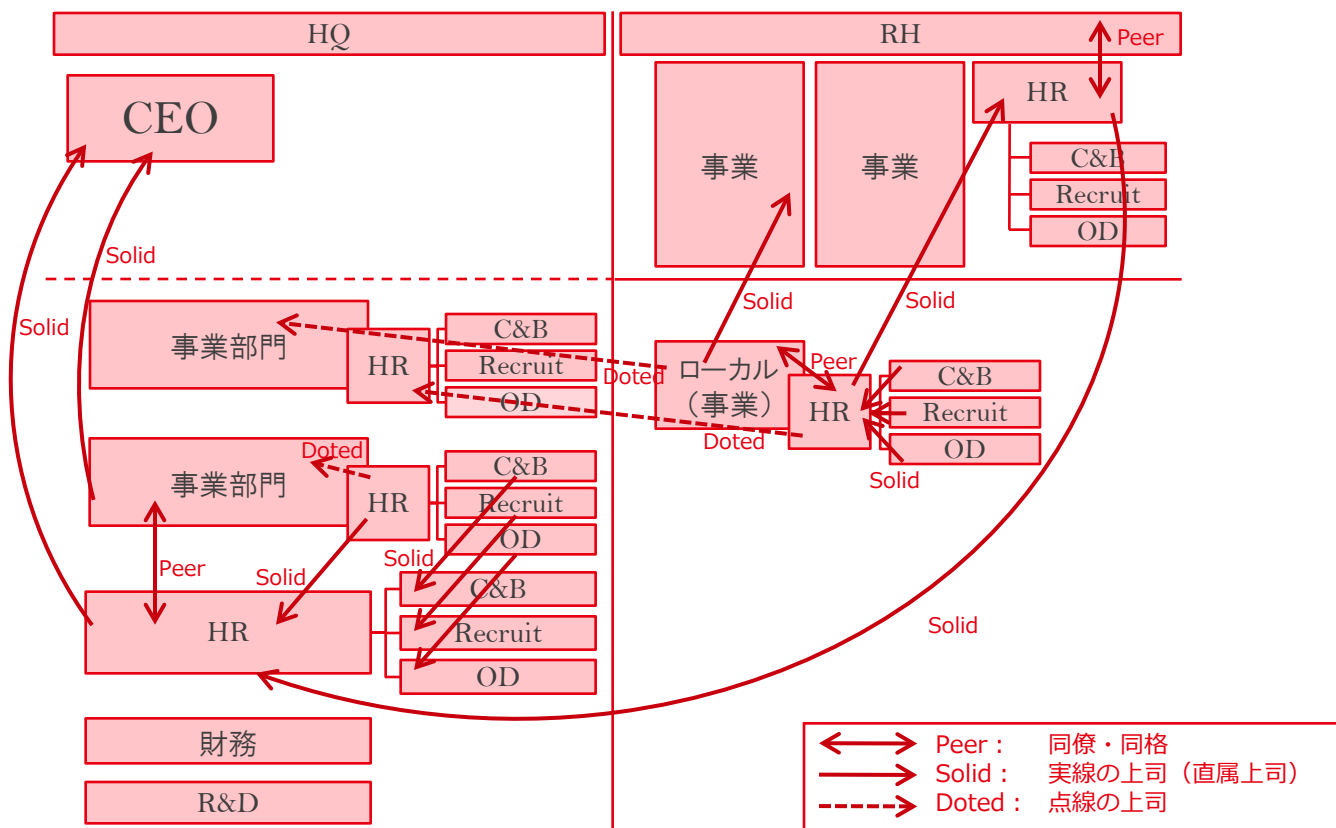 HQ
RH
Peer
CEO
事業
事業
HR
C&B
Recruit
OD
Solid
Solid
事業部門
HR
C&B
Recruit
OD
Doted
Solid
Solid
ローカル
（事業）
Peer
HR
C&B
Recruit
OD
Doted
Solid
事業部門
Doted
HR
C&B
Recruit
OD
Peer
Solid
Solid
HR
C&B
Recruit
OD
Solid
財務
R&D
Peer： 同僚・同格
Solid： 実線の上司（直属上司）
Doted： 点線の上司